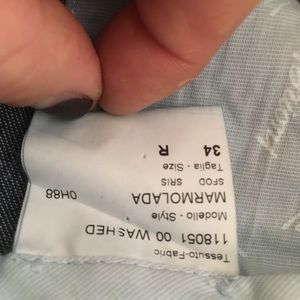 Tessuto-Fabric
118051 00 WASHED
Modello - Style
MARMOLADA 0H88
SFOD SRIS
Taglia - Size
34 R